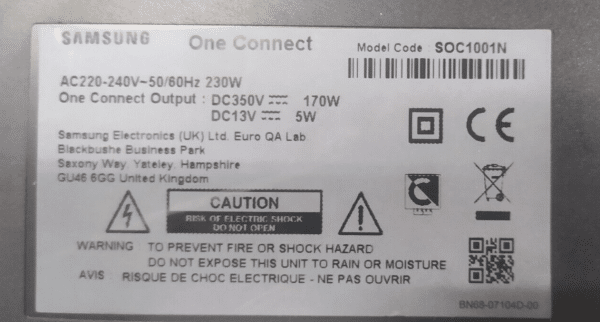 SAMSUNG One Connect Model Code : SOC1001N
AC220-240V~50/60Hz 230W
One Connect Output : DC350V ⎓ 170W
DC13V ⎓ 5W
Samsung Electronics (UK) Ltd. Euro QA Lab.
Blackbushe Business Park
Saxony Way, Yateley, Hampshire
GU46 6GG United Kingdom
CE
CAUTION
RISK OF ELECTRIC SHOCK
DO NOT OPEN
WARNING TO PREVENT FIRE OR SHOCK HAZARD
DO NOT EXPOSE THIS UNIT TO RAIN OR MOISTURE
AVIS : RISQUE DE CHOC ELECTRIQUE - NE PAS OUVRIR
BN68-07104D-00